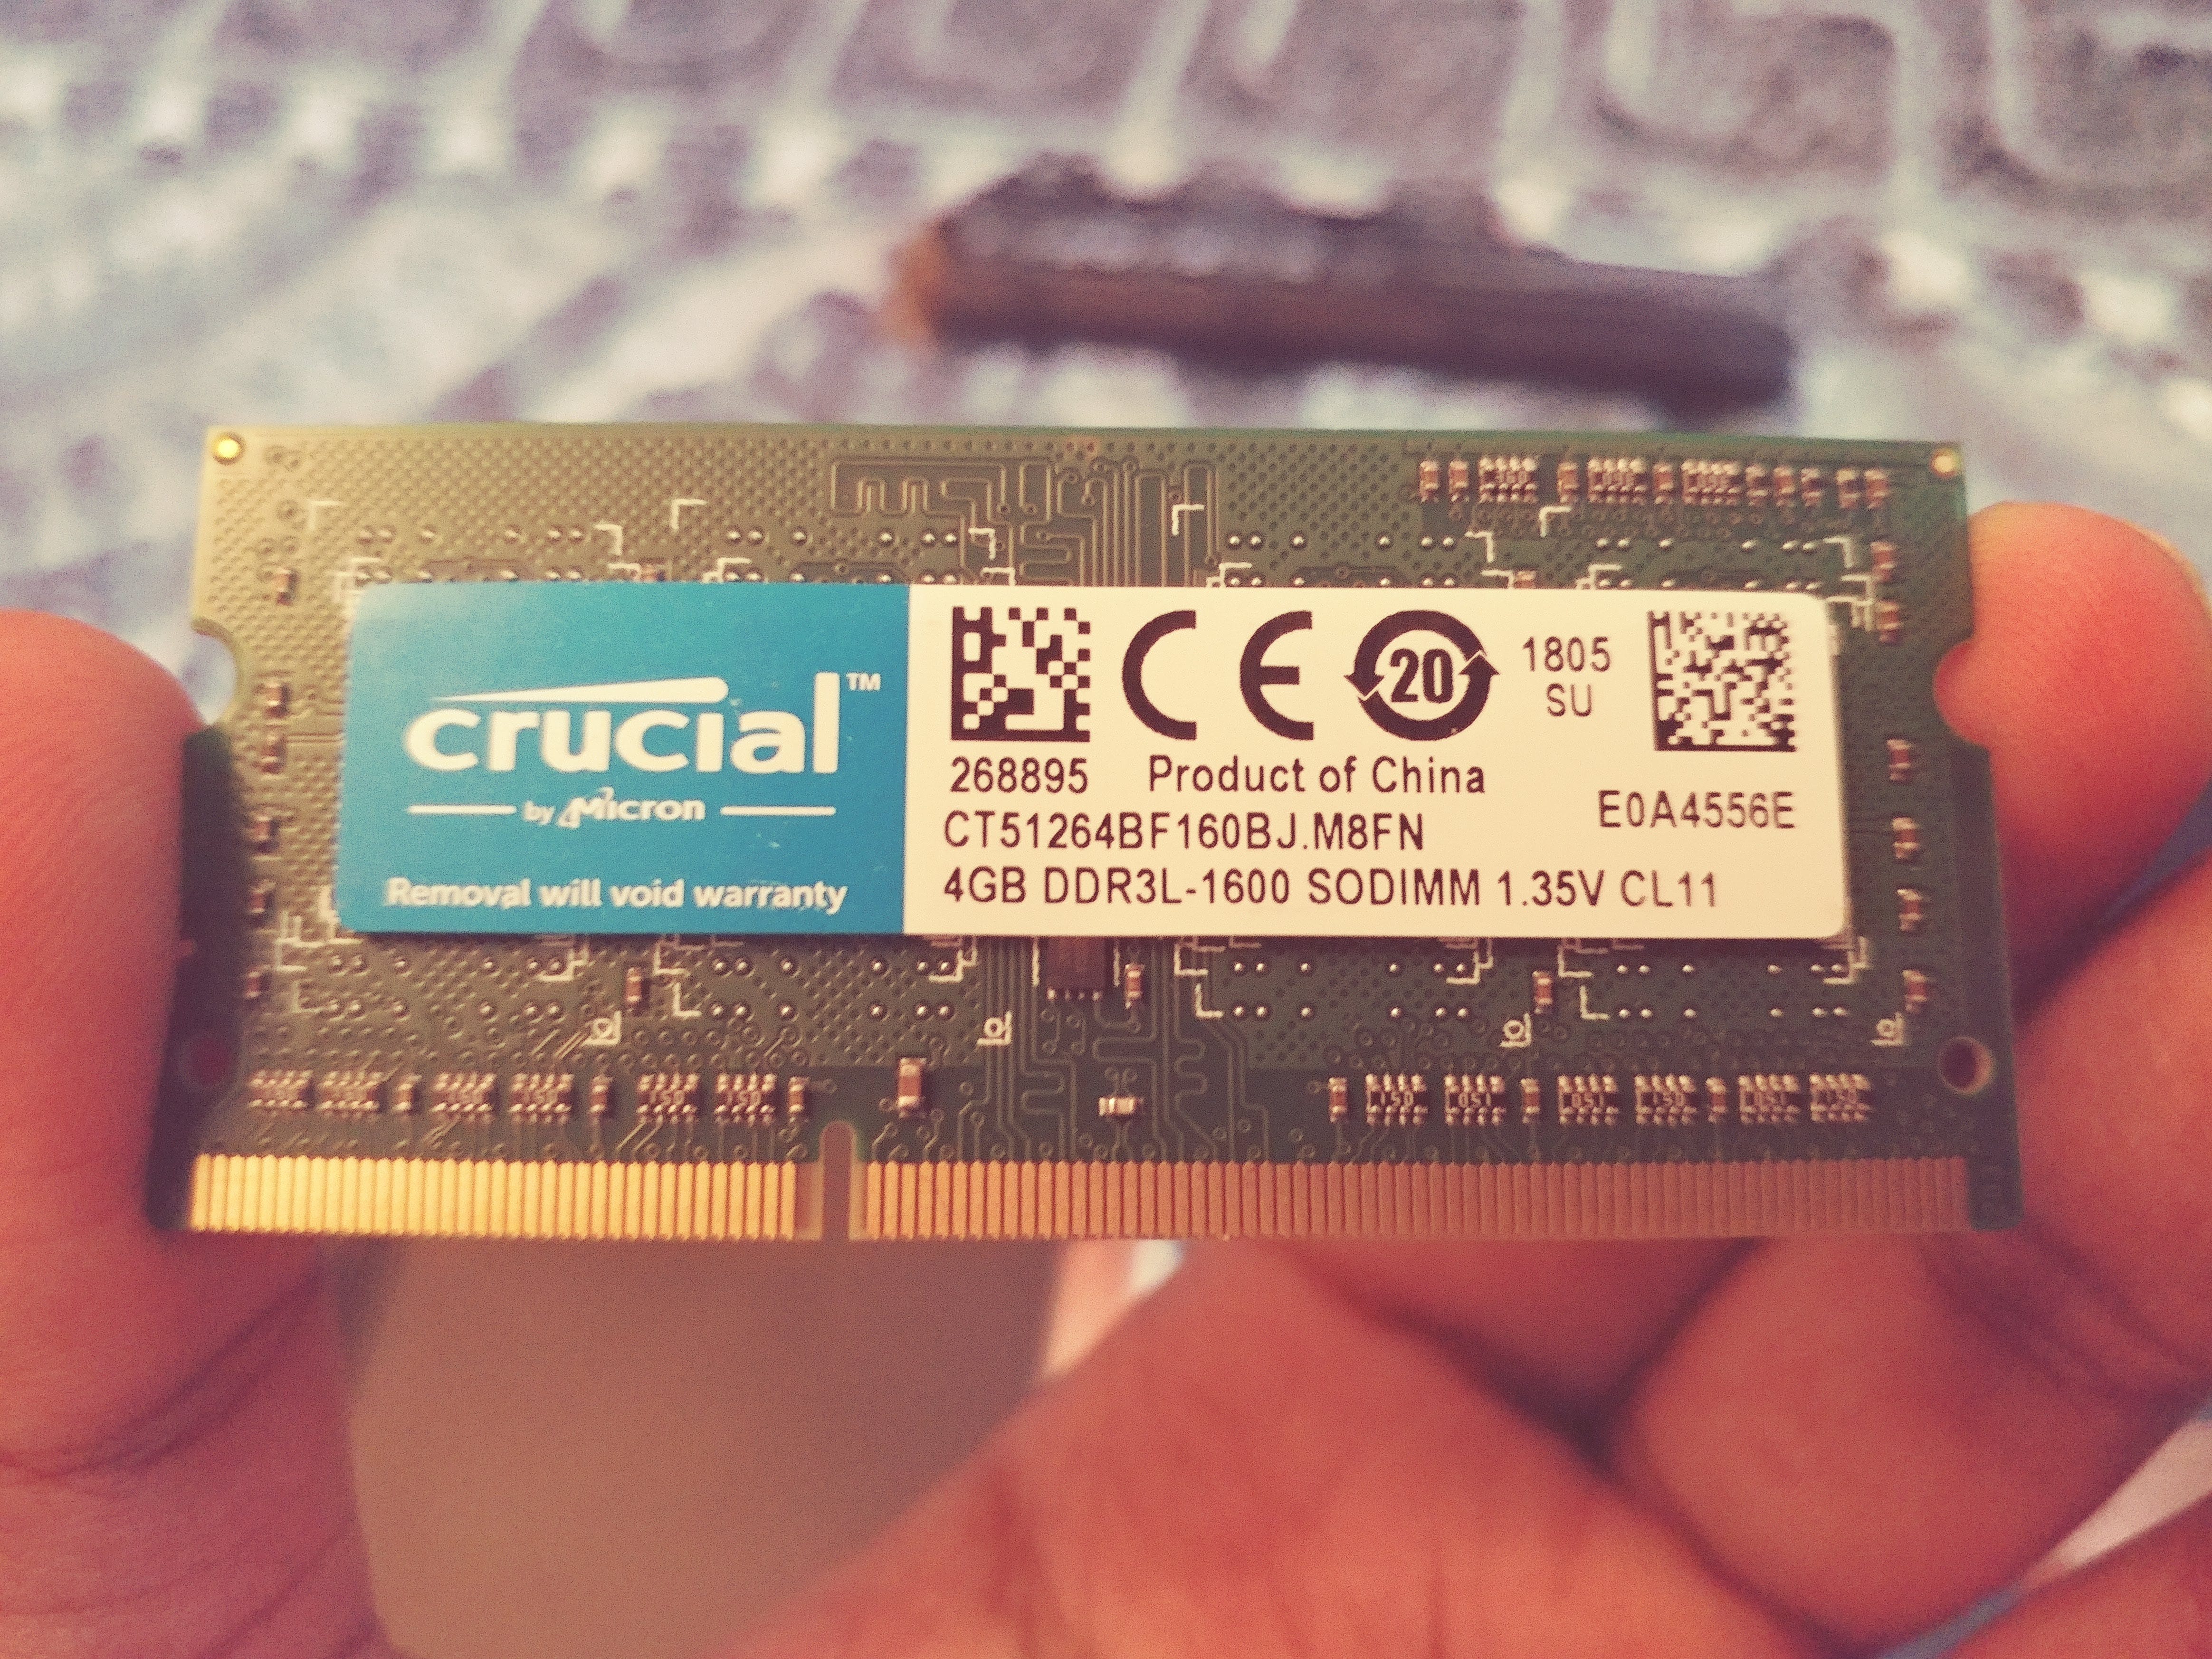 crucial™
by Micron
Removal will void warranty
CE 20 1805
SU
268895 Product of China
E0A4556E
CT51264BF160BJ.M8FN
4GB DDR3L-1600 SODIMM 1.35V CL11